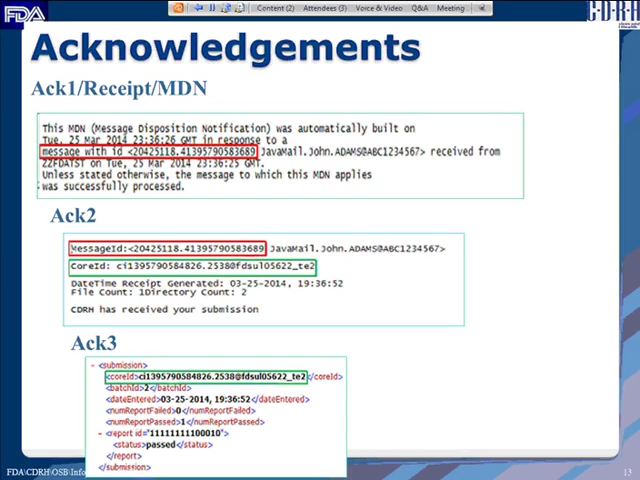 FDA
Content (2) Attendees (3) Voice & Video Q&A Meeting
CDRH
Acknowledgements
Ack1/Receipt/MDN
This MDN (Message Disposition Notification) was automatically built on
Tue, 25 Mar 2014 23:36:26 GMT in response to a
message with id <20425118.41395790583689.JavaMail.John.ADAMS@ABC1234567> received from
ZZFDATST on Tue, 25 Mar 2014 23:36:25 GMT.
Unless stated otherwise, the message to which this MDN applies
was successfully processed.
Ack2
MessageId:<20425118.41395790583689.JavaMail.John.ADAMS@ABC1234567>
CoreId: ci1395790584826.2538@fdsul05622_te2
DateTime Receipt Generated: 03-25-2014, 19:36:52
File Count: 1Directory Count: 2
CDRH has received your submission
Ack3
- <submission>
<coreId>ci1395790584826.2538@fdsul05622_te2</coreId>
<batchId>2</batchId>
<dateEntered>03-25-2014, 19:36:52</dateEntered>
<numReportFailed>0</numReportFailed>
<numReportPassed>1</numReportPassed>
- <report id="11111111100010">
<status>passed</status>
</report>
</submission>
FDA/CDRH/OSB/Info
13